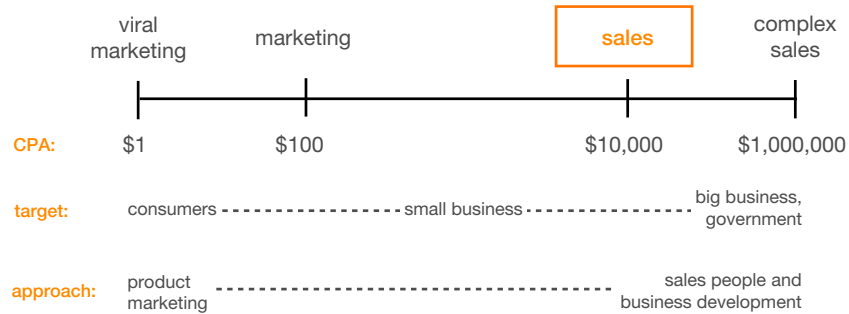 viral
marketing
marketing
sales
complex
sales
CPA: $1 $100 $10,000 $1,000,000
target: consumers small business big business,
government
approach: product
marketing
sales people and
business development